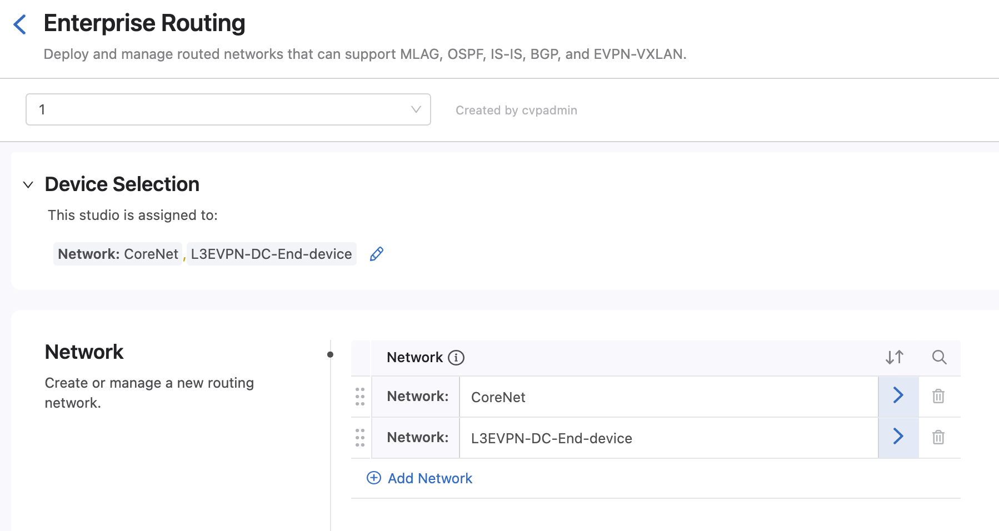 Enterprise Routing
Deploy and manage routed networks that can support MLAG, OSPF, IS-IS, BGP, and EVPN-VXLAN.
1
Created by cvpadmin
Device Selection
This studio is assigned to:
Network: CoreNet , L3EVPN-DC-End-device
Network
Create or manage a new routing
network.
Network
Network: CoreNet
Network: L3EVPN-DC-End-device
Add Network